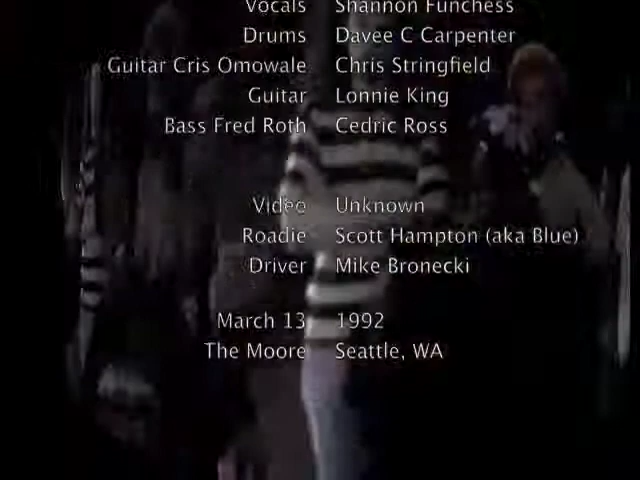 Vocals Shannon Funchess
Drums Davee C Carpenter
Guitar Cris Omowale Chris Stringfield
Guitar Lonnie King
Bass Fred Roth Cedric Ross
Video Unknown
Roadie Scott Hampton (aka Blue)
Driver Mike Bronecki
March 13 1992
The Moore Seattle, WA